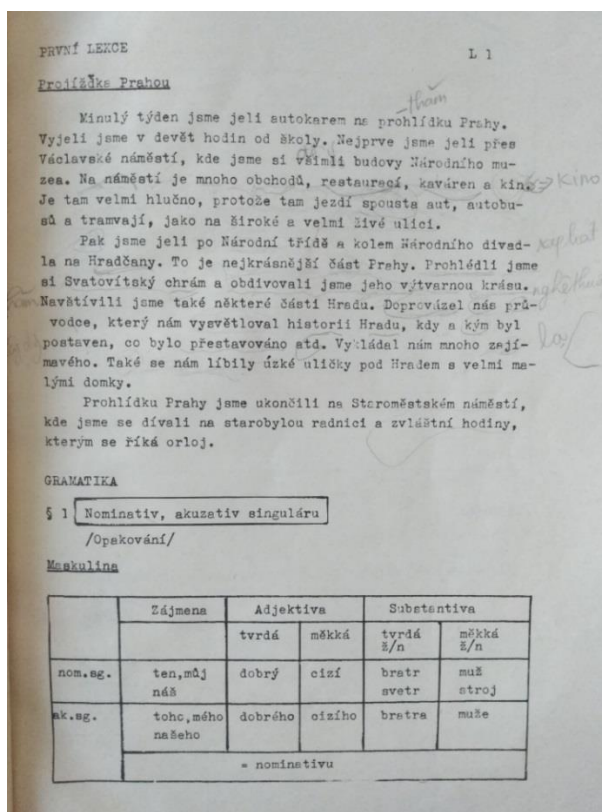 PRVNÍ LEKCE L 1
Projížďka Prahou
thăm
Minulý týden jsme jeli autokarem na prohlídku Prahy.
Vyjeli jsme v devět hodin od školy. Nejprve jsme jeli přes
Václavské náměstí, kde jsme si všimli budovy Národního mu-
zea. Na náměstí je mnoho obchodů, restaurací, kaváren a kin. → Kino
Je tam velmi hlučno, protože tam jezdí spousta aut, autobu-
sů a tramvají, jako na široké a velmi živé ulici.
Pak jsme jeli po Národní třídě a kolem Národního divad-
la na Hradčany. To je nejkrásnější část Prahy. Prohlédli jsme
si Svatovítský chrám a obdivovali jsme jeho výtvarnou krásu.
nghệ thuật
Navštívili jsme také některé části Hradu. Doprovázel nás prů-
vodce, který nám vysvětloval historii Hradu, kdy a kým byl
postaven, co bylo přestavováno atd. Vykládal nám mnoho zají-
mavého. Také se nám líbily úzké uličky pod Hradem s velmi ma-
lými domky.
Prohlídku Prahy jsme ukončili na Staroměstském náměstí,
kde jsme se dívali na starobylou radnici a zvláštní hodiny,
kterým se říká orloj.
GRAMATIKA
§ 1 Nominativ, akuzativ singuláru
/Opakování/
Maskulina
Zájmena Adjektiva Substantiva
tvrdá měkká tvrdá měkká
ž/n ž/n
nom.sg. ten,můj dobrý cizí bratr muž
náš svetr stroj
ak.sg. toho,mého dobrého cizího bratra muže
našeho
= nominativu